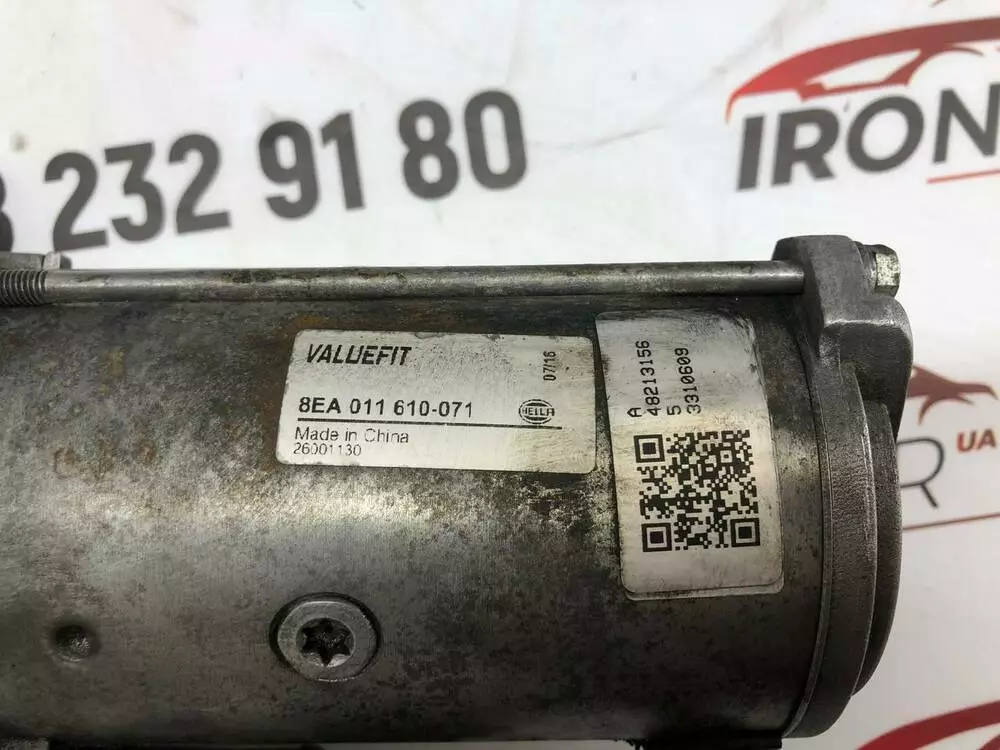 232 91 80
IRON
VALUEFIT
07/16
8EA 011 610-071
HELLA
Made in China
26001130
A
48213156
5
3310609
UA
R